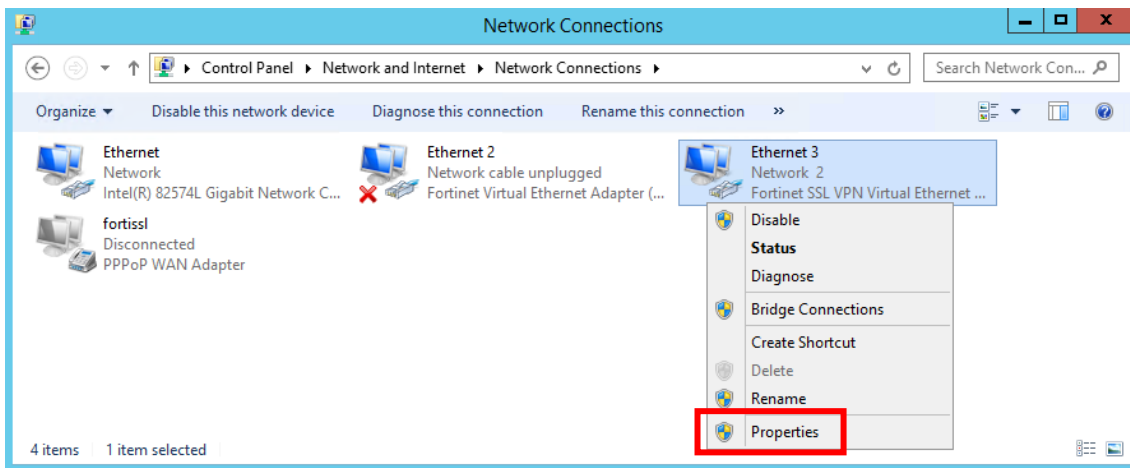 Network Connections
Control Panel Network and Internet Network Connections
Search Network Con...
Organize Disable this network device Diagnose this connection Rename this connection »
Ethernet
Network
Intel(R) 82574L Gigabit Network C...
Ethernet 2
Network cable unplugged
Fortinet Virtual Ethernet Adapter (...
Ethernet 3
Network 2
Fortinet SSL VPN Virtual Ethernet ...
fortissl
Disconnected
PPPoP WAN Adapter
Disable
Status
Diagnose
Bridge Connections
Create Shortcut
Delete
Rename
Properties
4 items 1 item selected